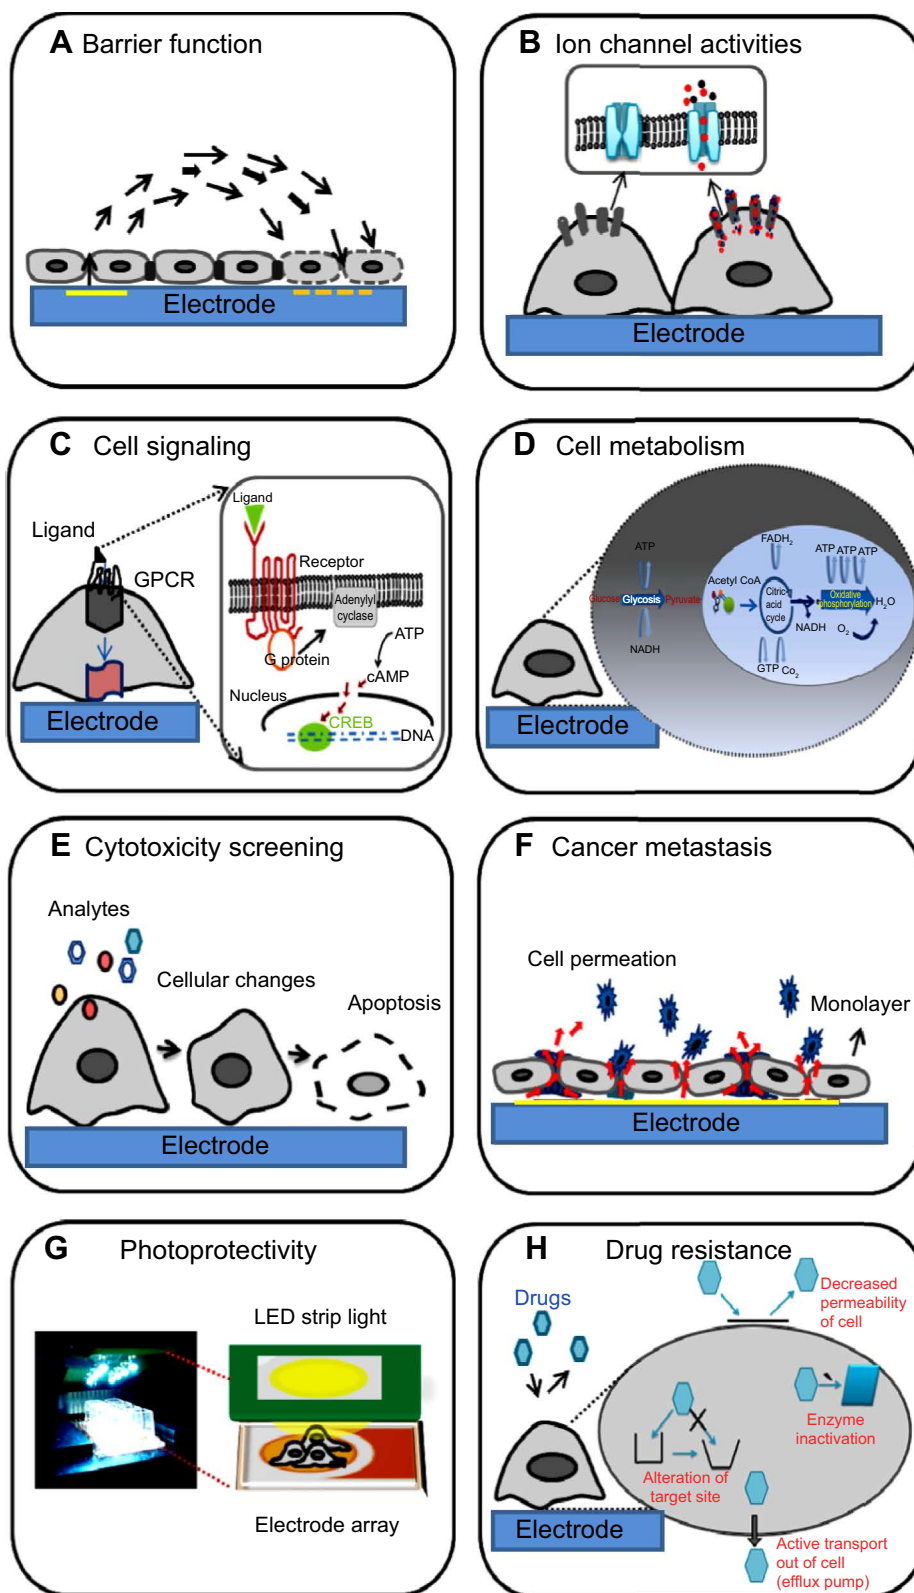 A Barrier function
Electrode
B Ion channel activities
Electrode
C Cell signaling
Ligand
GPCR
Electrode
Ligand
Receptor
Adenylyl
cyclase
G protein
ATP
cAMP
Nucleus
CREB
DNA
D Cell metabolism
ATP
Glucose Glycosis Pyruvate
NADH
FADH2
Acetyl CoA
Citric
acid
cycle
NADH
GTP Co2
ATP ATP ATP
Oxidative
phosphorylation
H2O
O2
Electrode
E Cytotoxicity screening
Analytes
Cellular changes
Apoptosis
Electrode
F Cancer metastasis
Cell permeation
Monolayer
Electrode
G Photoprotectivity
LED strip light
Electrode array
H Drug resistance
Drugs
Decreased
permeability
of cell
Enzyme
inactivation
Alteration of
target site
Active transport
out of cell
(efflux pump)
Electrode